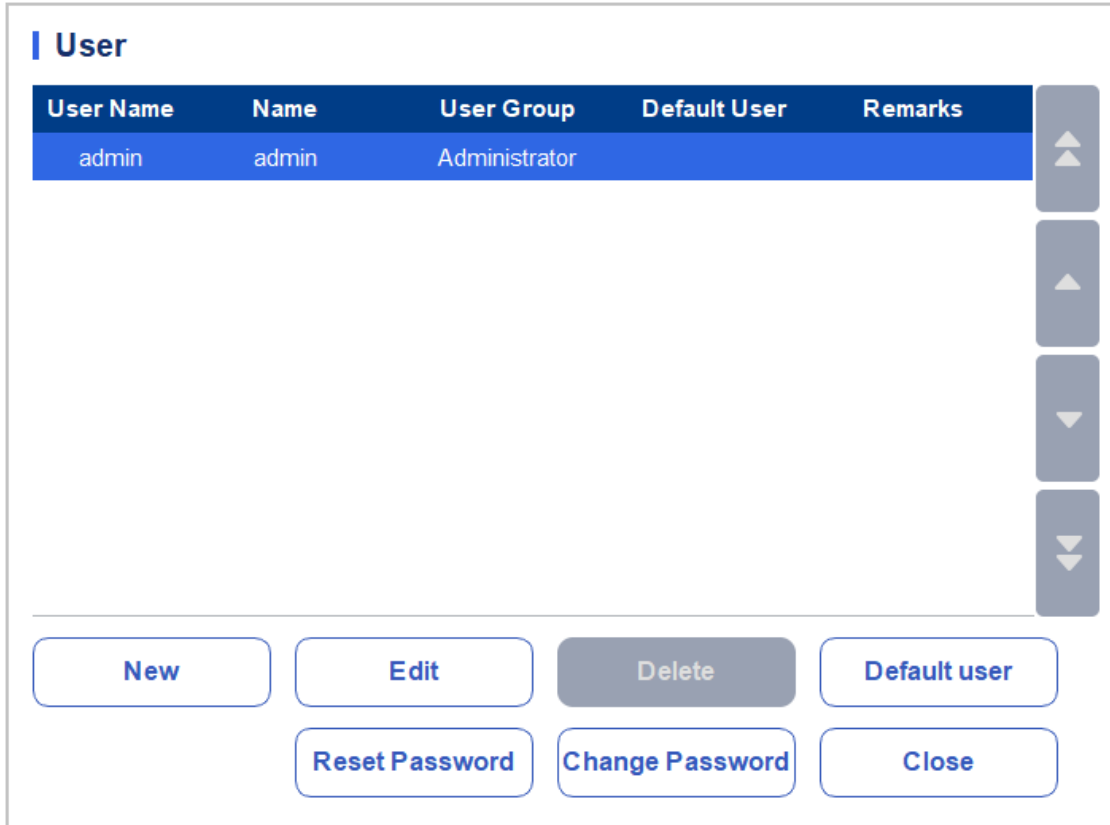 User
User Name Name User Group Default User Remarks
admin admin Administrator
New Edit Delete Default user
Reset Password Change Password Close